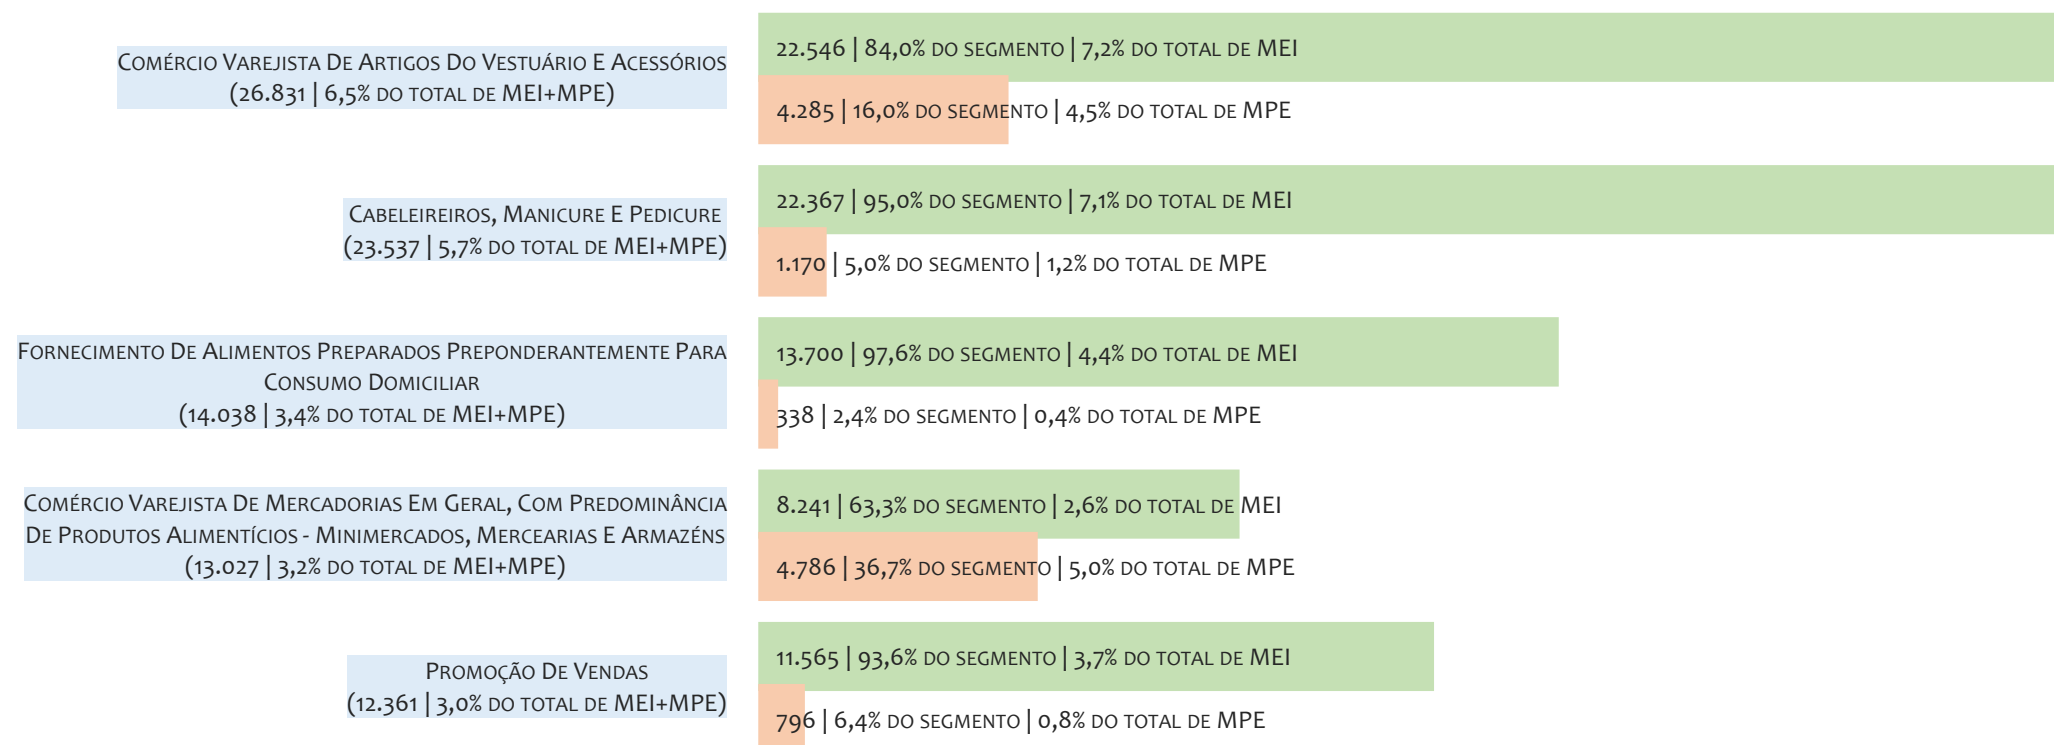 Comércio Varejista De Artigos Do Vestuário E Acessórios
(26.831 | 6,5% do total de MEI+MPE)
22.546 | 84,0% do segmento | 7,2% do total de MEI
4.285 | 16,0% do segmento | 4,5% do total de MPE
Cabeleireiros, Manicure E Pedicure
(23.537 | 5,7% do total de MEI+MPE)
22.367 | 95,0% do segmento | 7,1% do total de MEI
1.170 | 5,0% do segmento | 1,2% do total de MPE
Fornecimento De Alimentos Preparados Preponderantemente Para
Consumo Domiciliar
(14.038 | 3,4% do total de MEI+MPE)
13.700 | 97,6% do segmento | 4,4% do total de MEI
338 | 2,4% do segmento | 0,4% do total de MPE
Comércio Varejista De Mercadorias Em Geral, Com Predominância
De Produtos Alimentícios - Minimercados, Mercearias E Armazéns
(13.027 | 3,2% do total de MEI+MPE)
8.241 | 63,3% do segmento | 2,6% do total de MEI
4.786 | 36,7% do segmento | 5,0% do total de MPE
Promoção De Vendas
(12.361 | 3,0% do total de MEI+MPE)
11.565 | 93,6% do segmento | 3,7% do total de MEI
796 | 6,4% do segmento | 0,8% do total de MPE